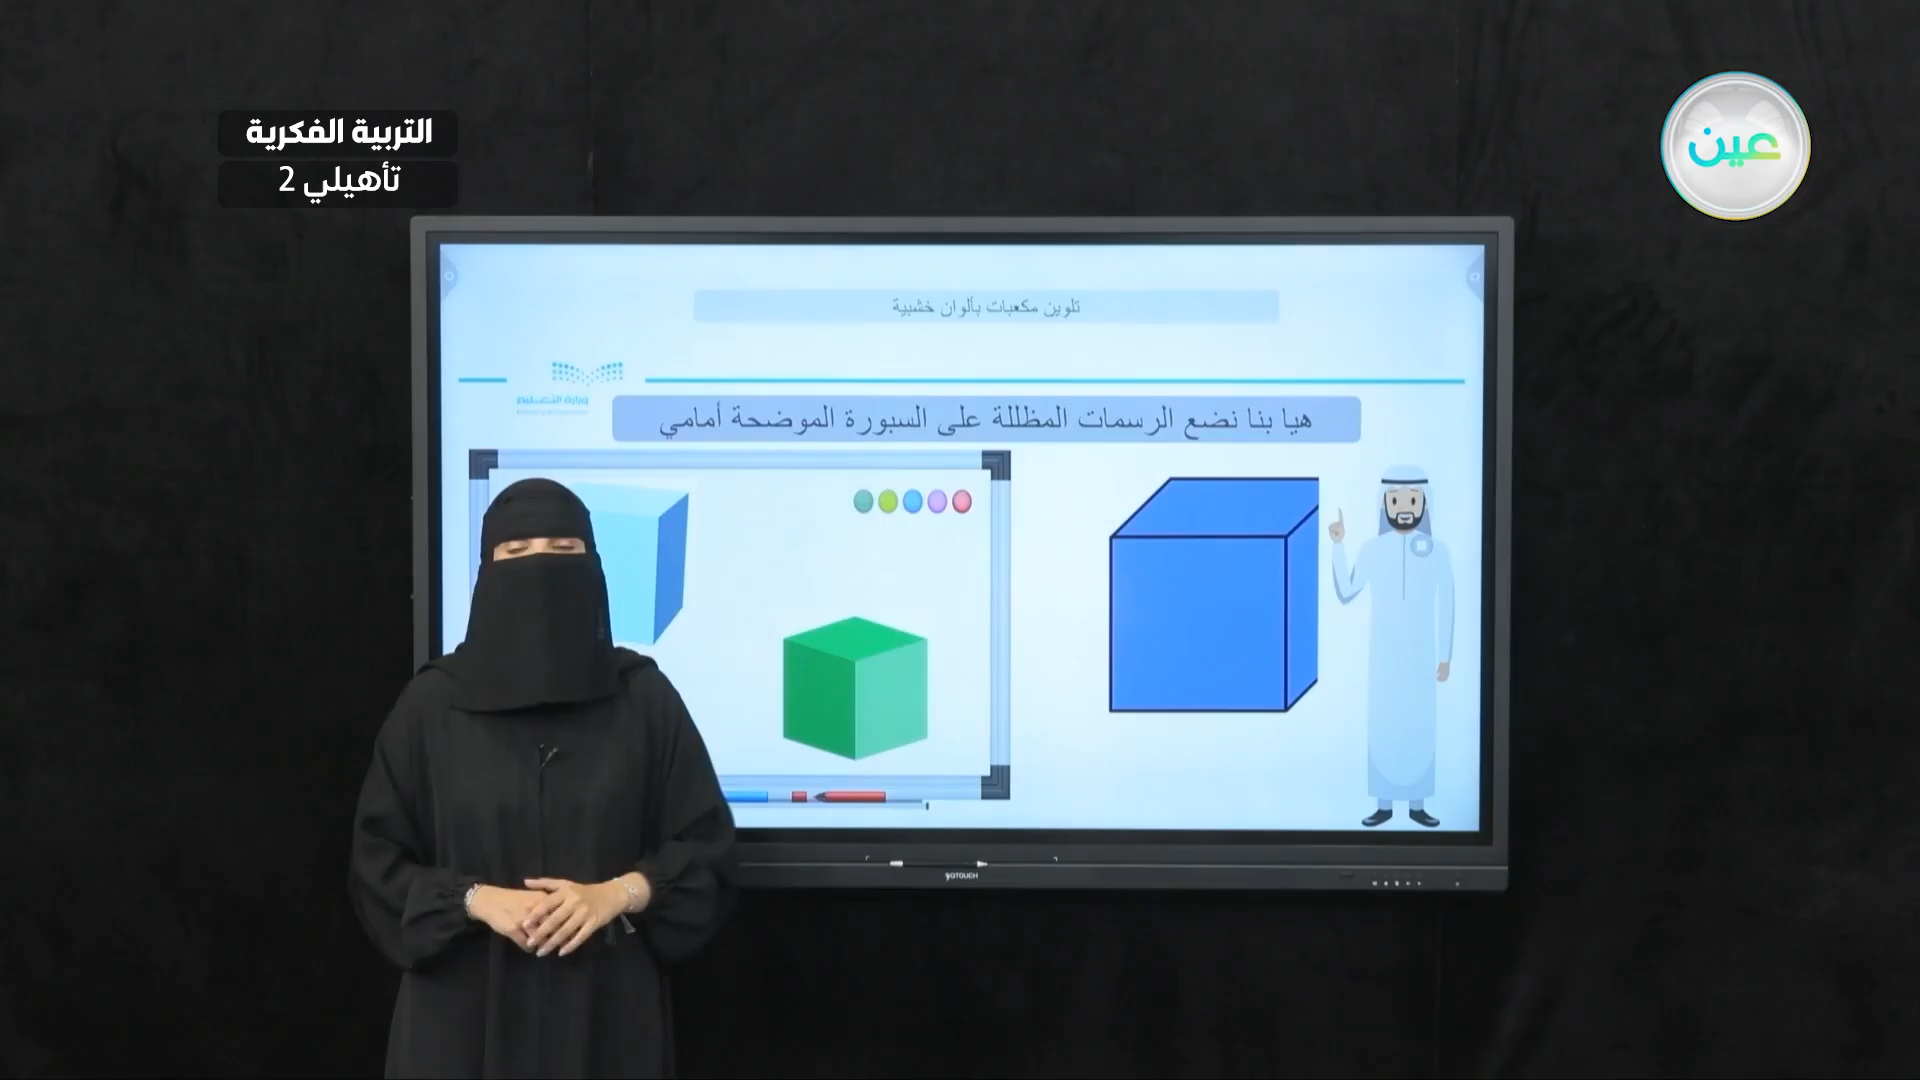 التربية الفكرية
تأهيلي 2
عين
تلوين مكعبات بألوان خشبية
وزارة التعليم
هيا بنا نضع الرسمات المظللة على السبورة الموضحة أمامي